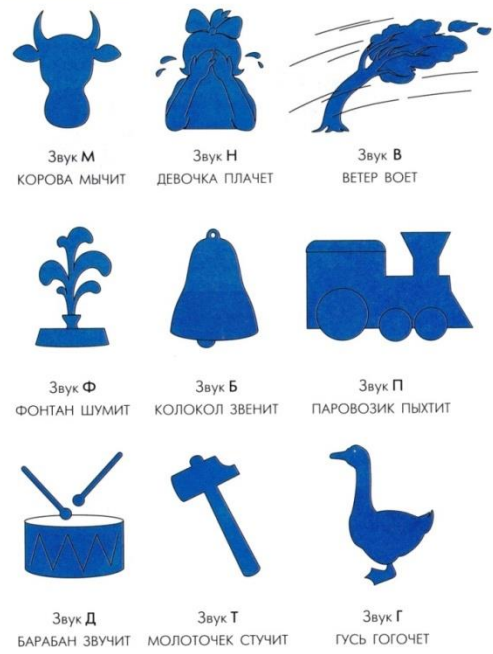 Звук М
КОРОВА МЫЧИТ
Звук Н
ДЕВОЧКА ПЛАЧЕТ
Звук В
ВЕТЕР ВОЕТ
Звук Ф
ФОНТАН ШУМИТ
Звук Б
КОЛОКОЛ ЗВЕНИТ
Звук П
ПАРОВОЗИК ПЫХТИТ
Звук Д
БАРАБАН ЗВУЧИТ
Звук Т
МОЛОТОЧЕК СТУЧИТ
Звук Г
ГУСЬ ГОГОЧЕТ